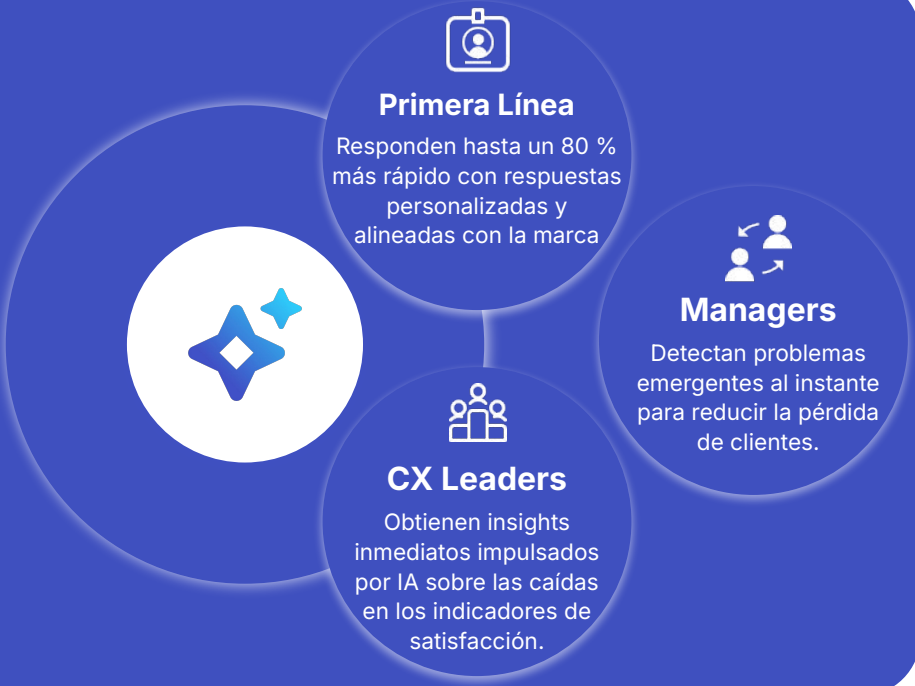 Primera Línea
Responden hasta un 80 %
más rápido con respuestas
personalizadas y
alineadas con la marca
Managers
Detectan problemas
emergentes al instante
para reducir la pérdida
de clientes.
CX Leaders
Obtienen insights
inmediatos impulsados
por IA sobre las caídas
en los indicadores de
satisfacción.